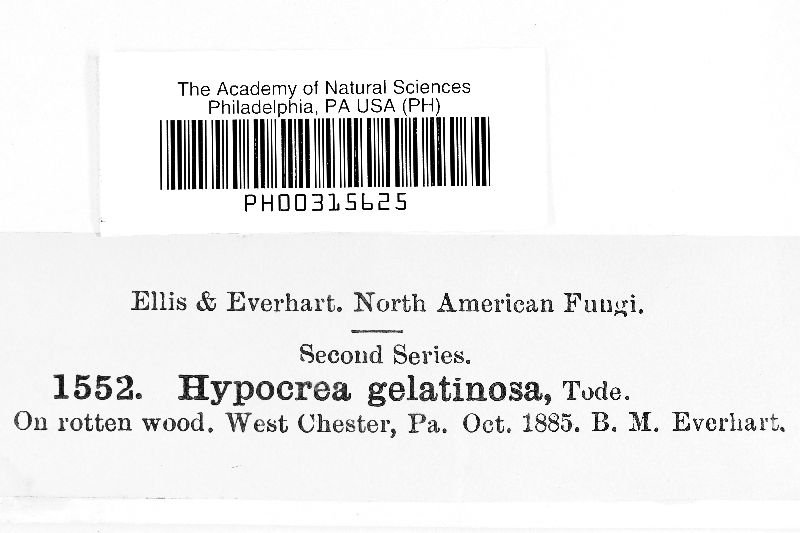 The Academy of Natural Sciences
Philadelphia, PA USA (PH)
PH00315625
Ellis & Everhart. North American Fungi.
Second Series.
1552. Hypocrea gelatinosa, Tode.
On rotten wood. West Chester, Pa. Oct. 1885. B. M. Everhart.